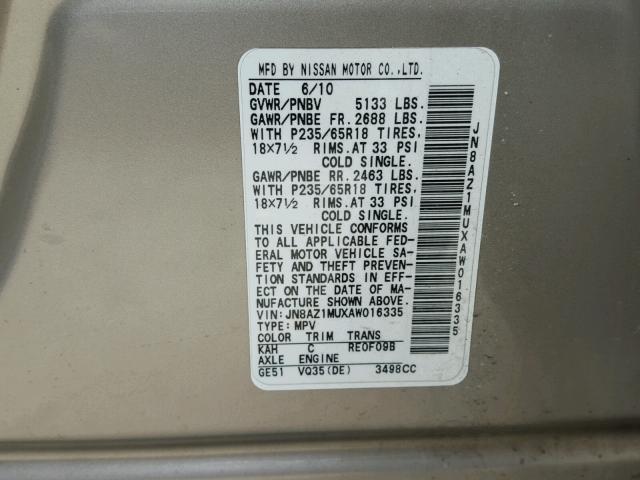 MFD BY NISSAN MOTOR CO.,LTD.
DATE 6/10
GVWR/PNBV 5133 LBS.
GAWR/PNBE FR. 2688 LBS.
WITH P235/65R18 TIRES,
18×7½ RIMS.AT 33 PSI
COLD SINGLE.
GAWR/PNBE RR. 2463 LBS.
WITH P235/65R18 TIRES,
18×7½ RIMS.AT 33 PSI
COLD SINGLE.
THIS VEHICLE CONFORMS
TO ALL APPLICABLE FED-
ERAL MOTOR VEHICLE SA-
FETY AND THEFT PREVEN-
TION STANDARDS IN EFF-
ECT ON THE DATE OF MA-
NUFACTURE SHOWN ABOVE.
VIN:JN8AZ1MUXAW016335
TYPE:MPV
COLOR TRIM TRANS
KAH C RE0F09B
AXLE ENGINE
GE51 VQ35(DE) 3498CC
JN8AZ1MUXAW016335